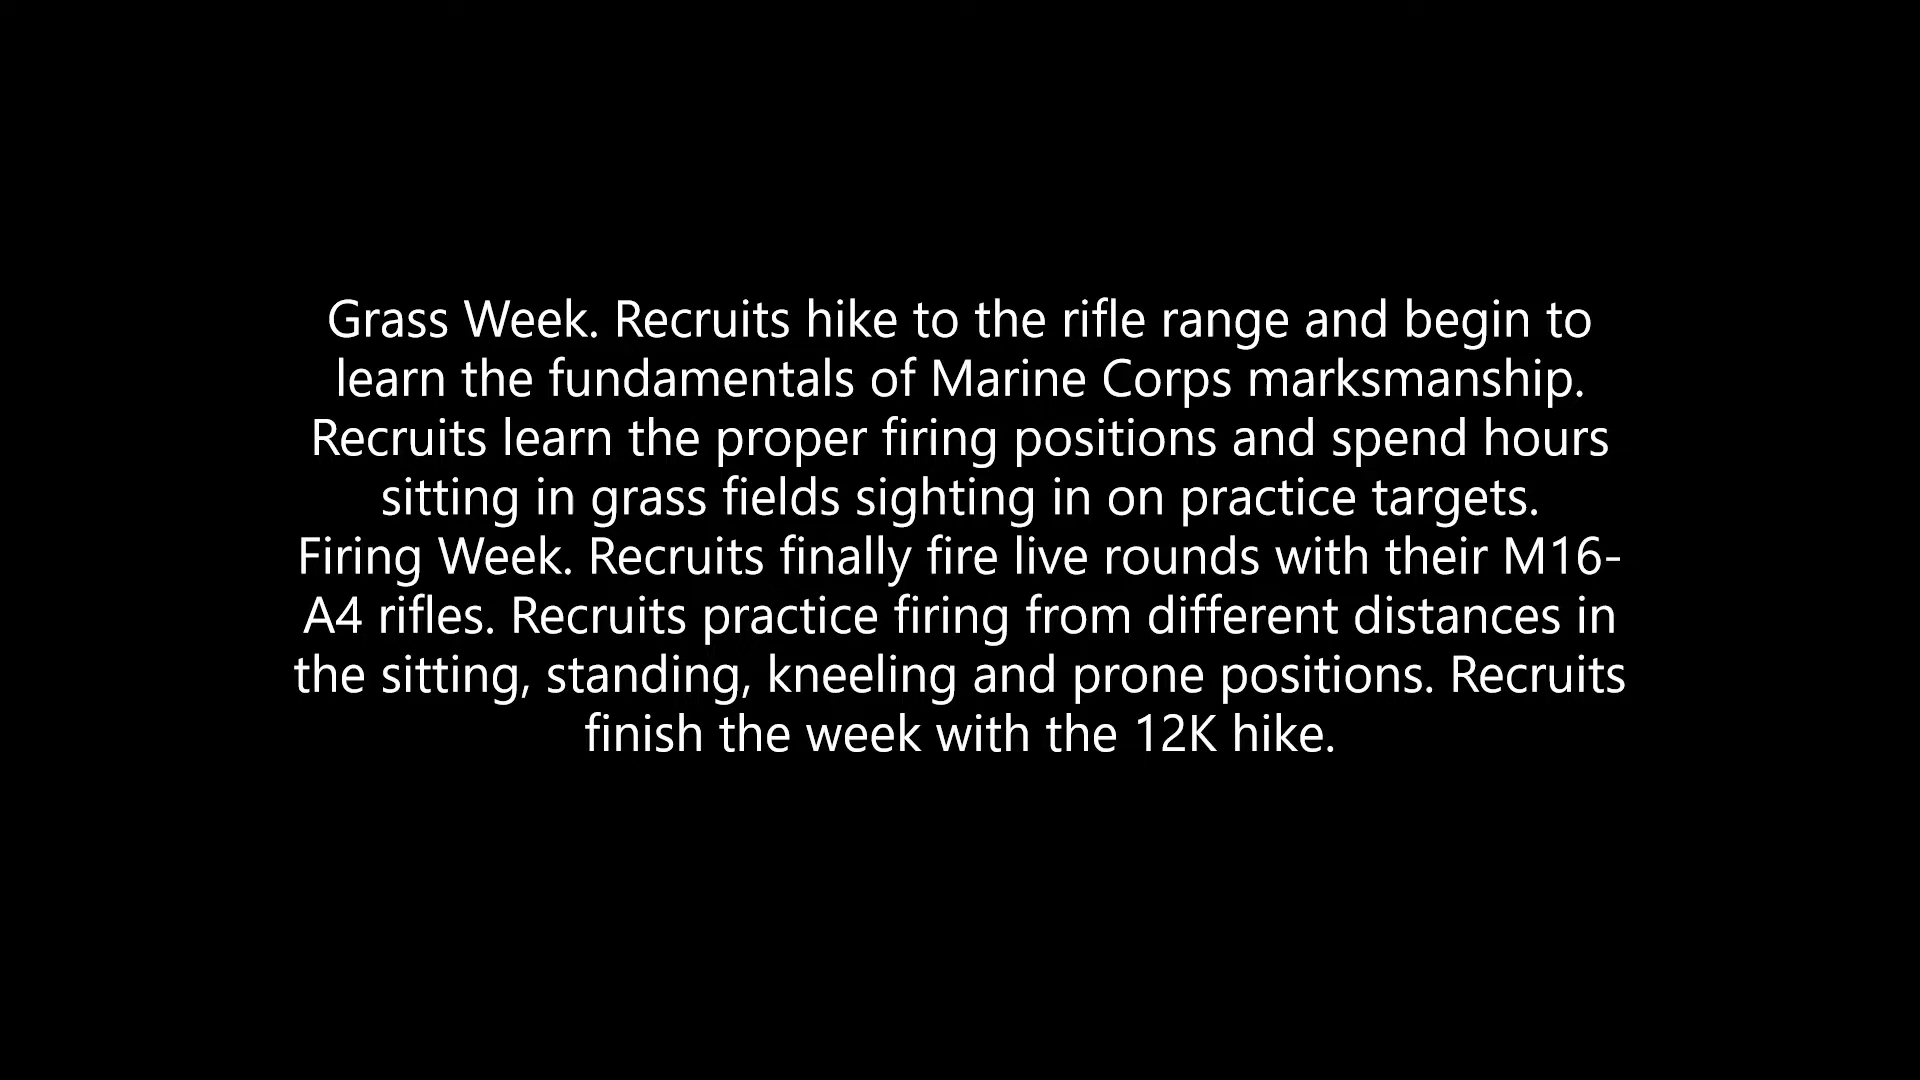 Grass Week. Recruits hike to the rifle range and begin to
learn the fundamentals of Marine Corps marksmanship.
Recruits learn the proper firing positions and spend hours
sitting in grass fields sighting in on practice targets.
Firing Week. Recruits finally fire live rounds with their M16-
A4 rifles. Recruits practice firing from different distances in
the sitting, standing, kneeling and prone positions. Recruits
finish the week with the 12K hike.